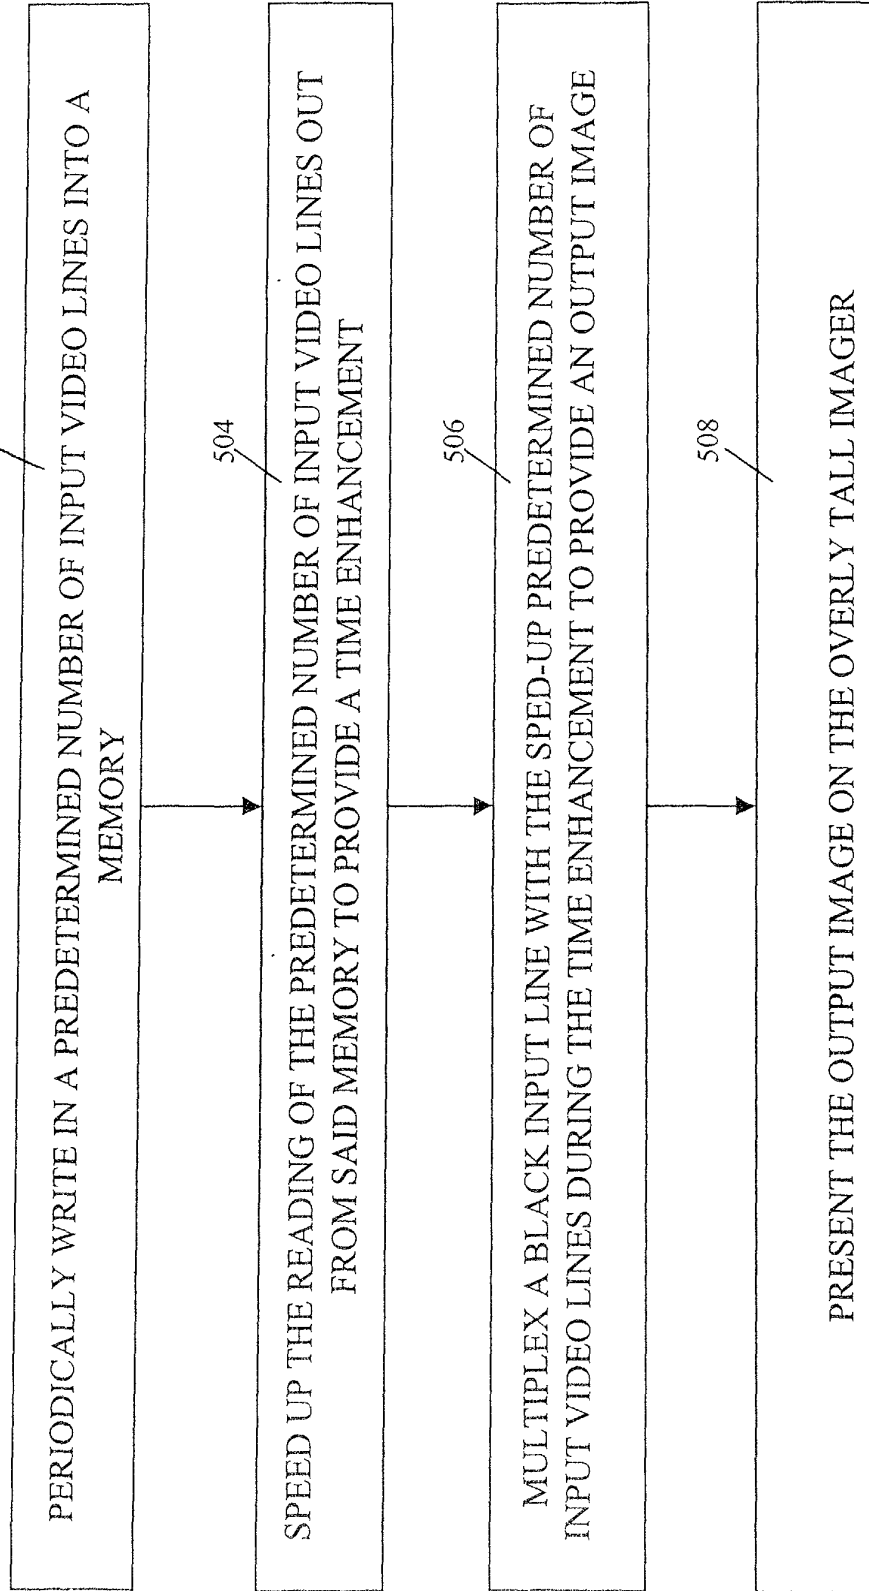 PERIODICALLY WRITE IN A PREDETERMINED NUMBER OF INPUT VIDEO LINES INTO A
MEMORY
504
SPEED UP THE READING OF THE PREDETERMINED NUMBER OF INPUT VIDEO LINES OUT
FROM SAID MEMORY TO PROVIDE A TIME ENHANCEMENT
506
MULTIPLEX A BLACK INPUT LINE WITH THE SPED-UP PREDETERMINED NUMBER OF
INPUT VIDEO LINES DURING THE TIME ENHANCEMENT TO PROVIDE AN OUTPUT IMAGE
508
PRESENT THE OUTPUT IMAGE ON THE OVERLY TALL IMAGER